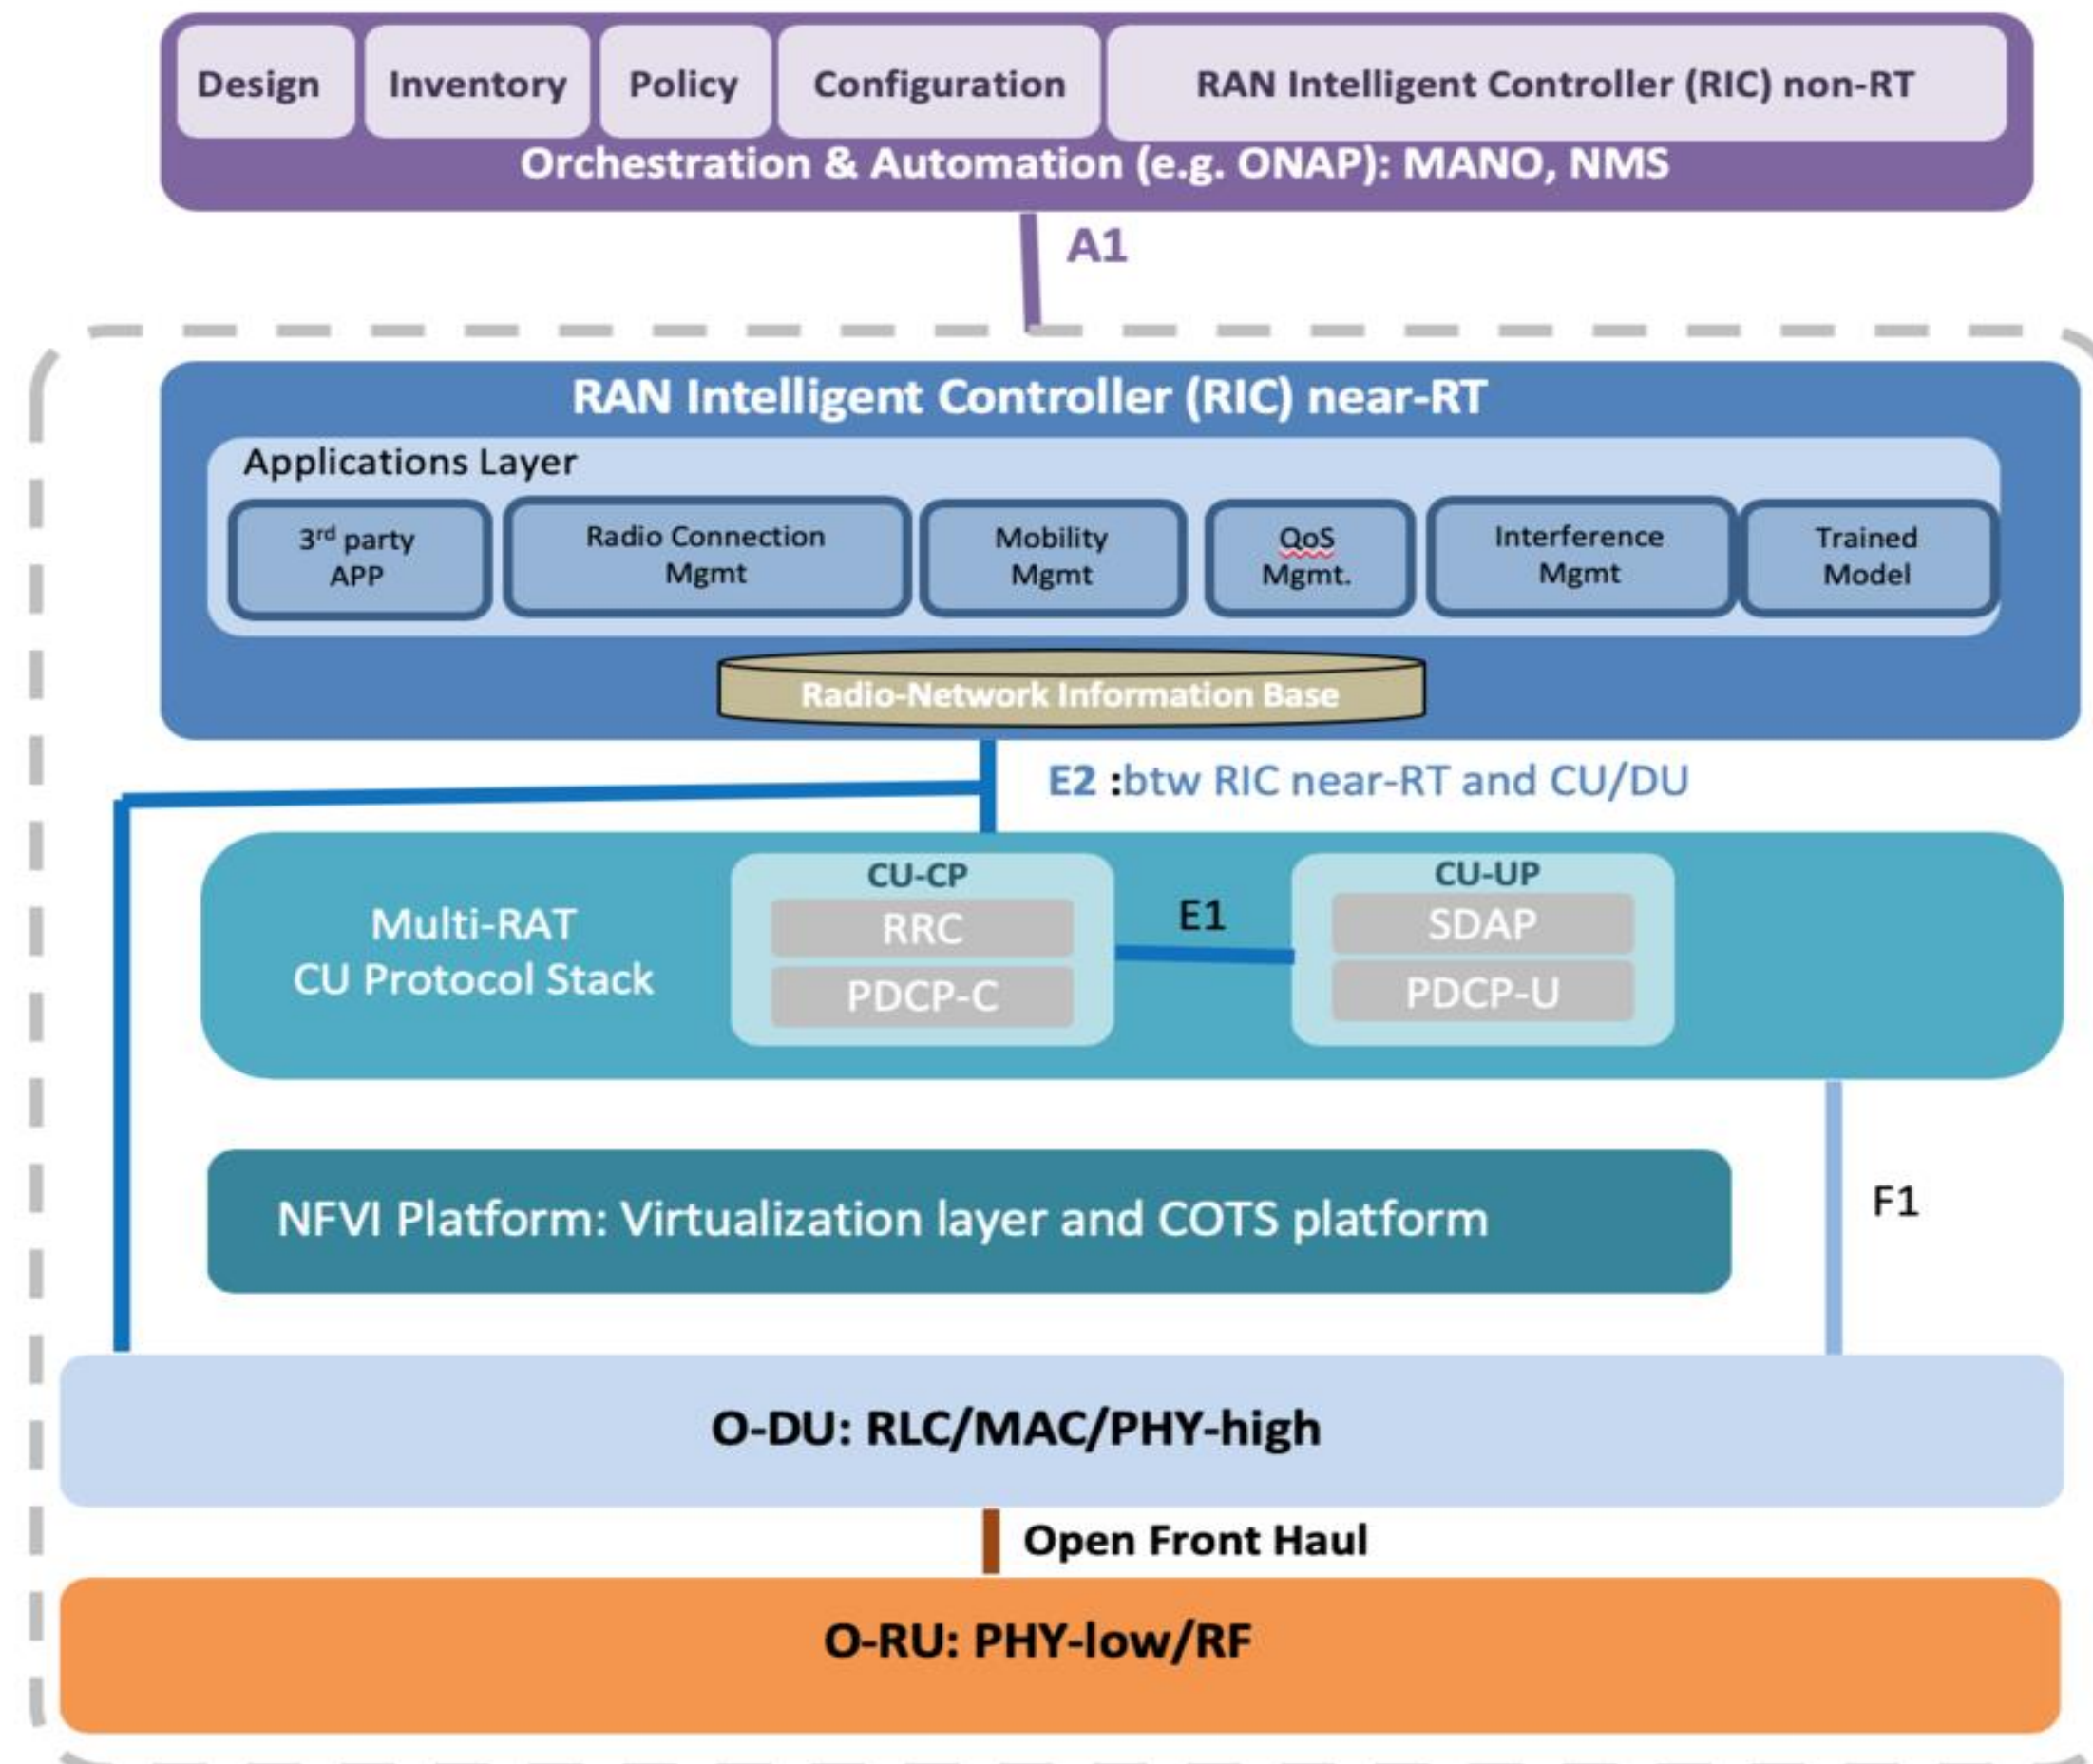 Design
Inventory
Policy
Configuration
RAN Intelligent Controller (RIC) non-RT
Orchestration & Automation (e.g. ONAP): MANO, NMS
A1
RAN Intelligent Controller (RIC) near-RT
Applications Layer
3rd party
APP
Radio Connection
Mgmt
Mobility
Mgmt
QoS
Mgmt.
Interference
Mgmt
Trained
Model
Radio-Network Information Base
E2 :btw RIC near-RT and CU/DU
Multi-RAT
CU Protocol Stack
CU-CP
RRC
PDCP-C
E1
CU-UP
SDAP
PDCP-U
NFVI Platform: Virtualization layer and COTS platform
F1
O-DU: RLC/MAC/PHY-high
Open Front Haul
O-RU: PHY-low/RF